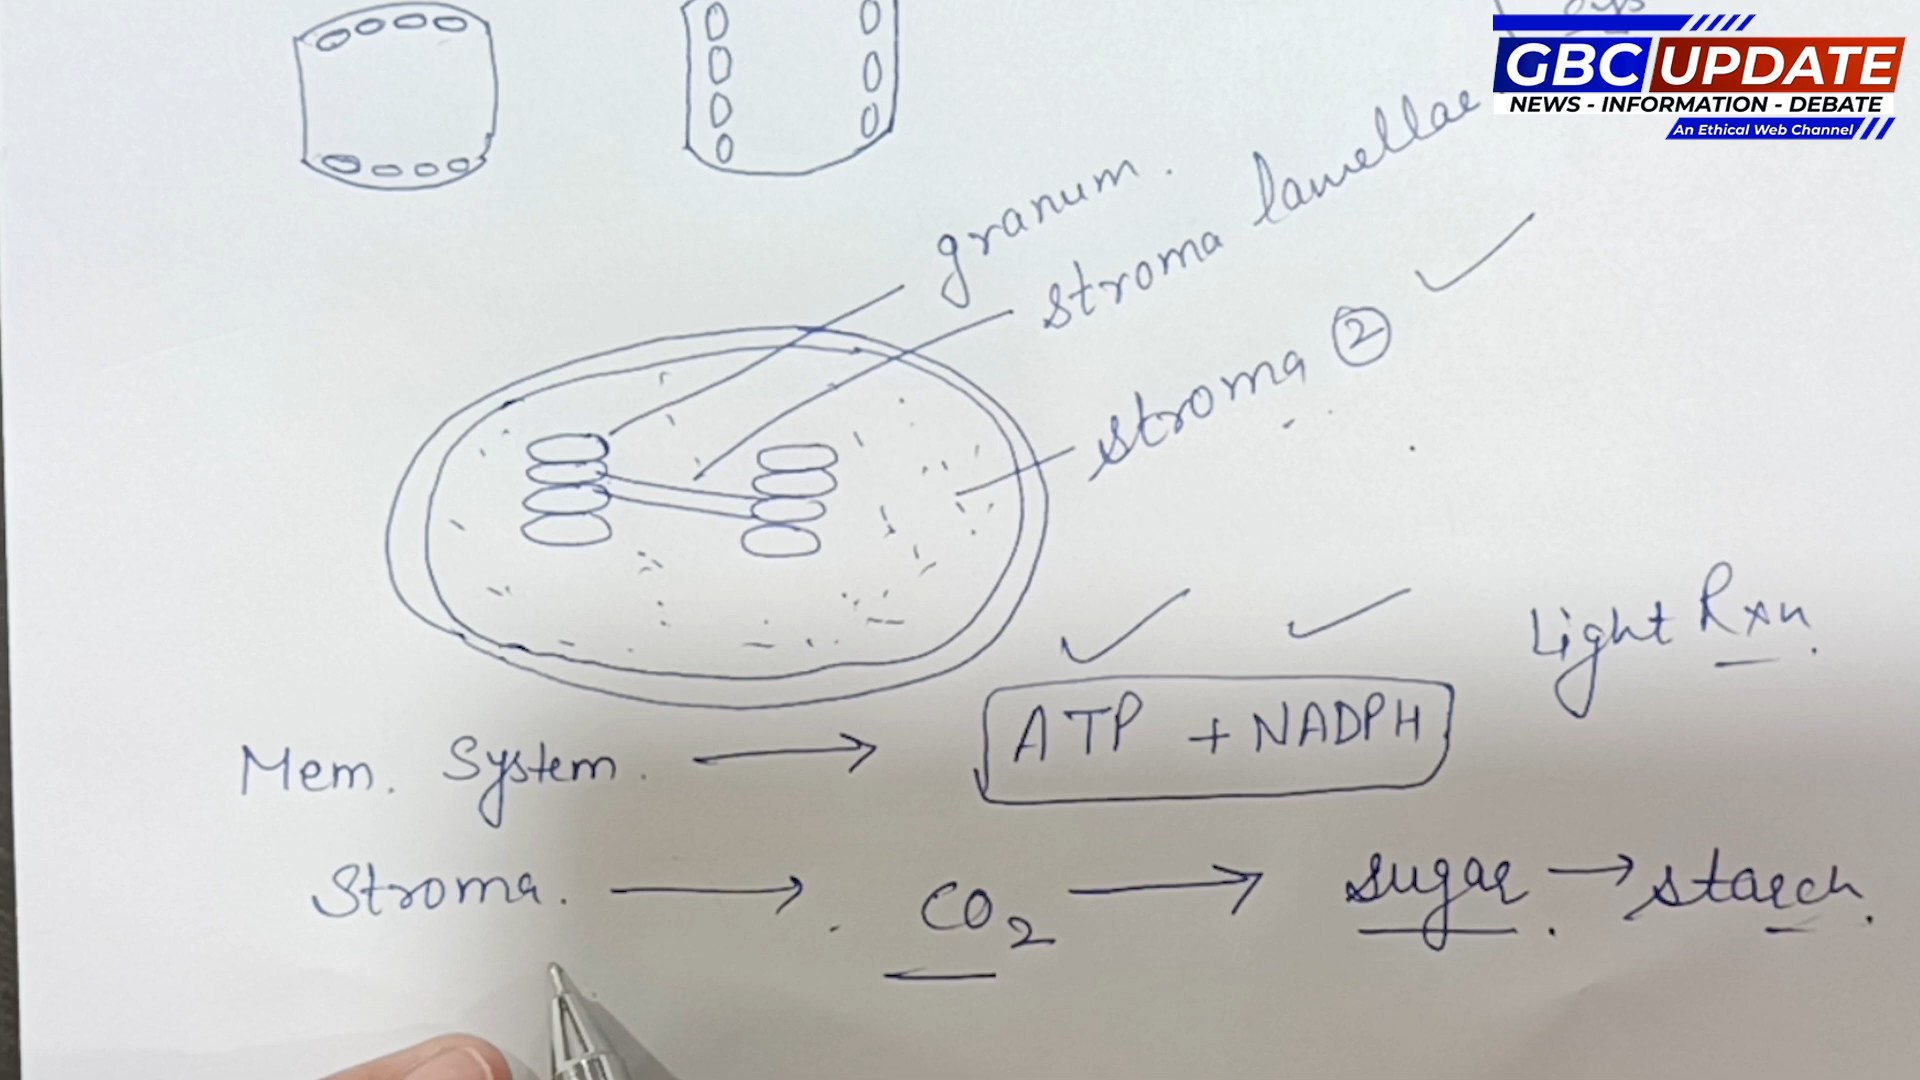 GBC UPDATE
NEWS - INFORMATION - DEBATE
An Ethical Web Channel
granum.
stroma lamellae
stroma 2
Light Rxn.
Mem. System. → ATP + NADPH
Stroma. → CO2 → sugar. → starch.